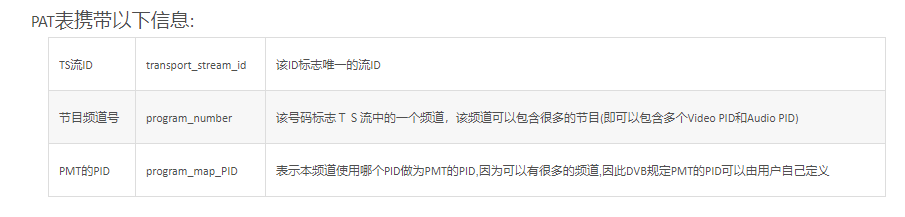 PAT表携带以下信息:
TS流ID transport_stream_id 该ID标志唯一的流ID
节目频道号 program_number 该号码标志ＴＳ流中的一个频道，该频道可以包含很多的节目(即可以包含多个Video PID和Audio PID)
PMT的PID program_map_PID 表示本频道使用哪个PID做为PMT的PID,因为可以有很多的频道,因此DVB规定PMT的PID可以由用户自己定义